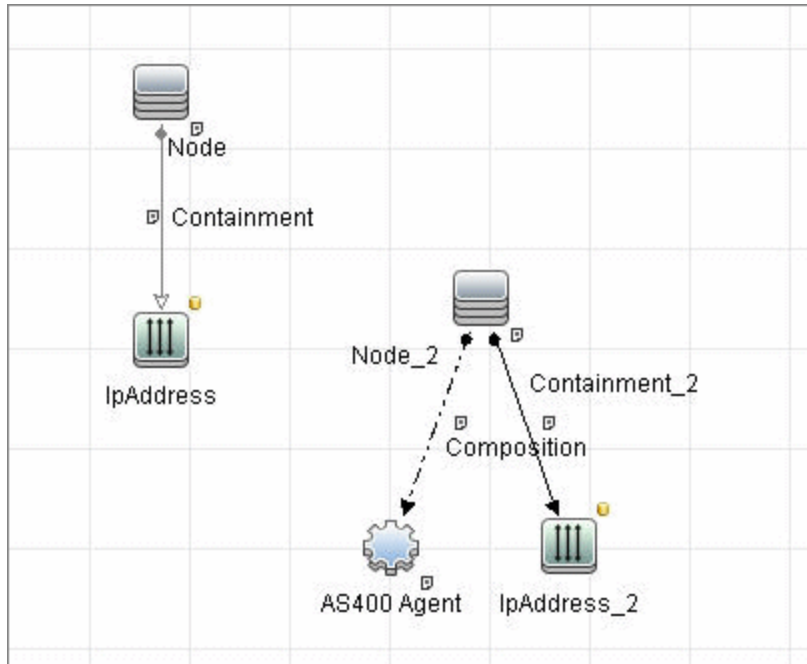 Node
Containment
IpAddress
Node_2
Containment_2
Composition
AS400 Agent
IpAddress_2